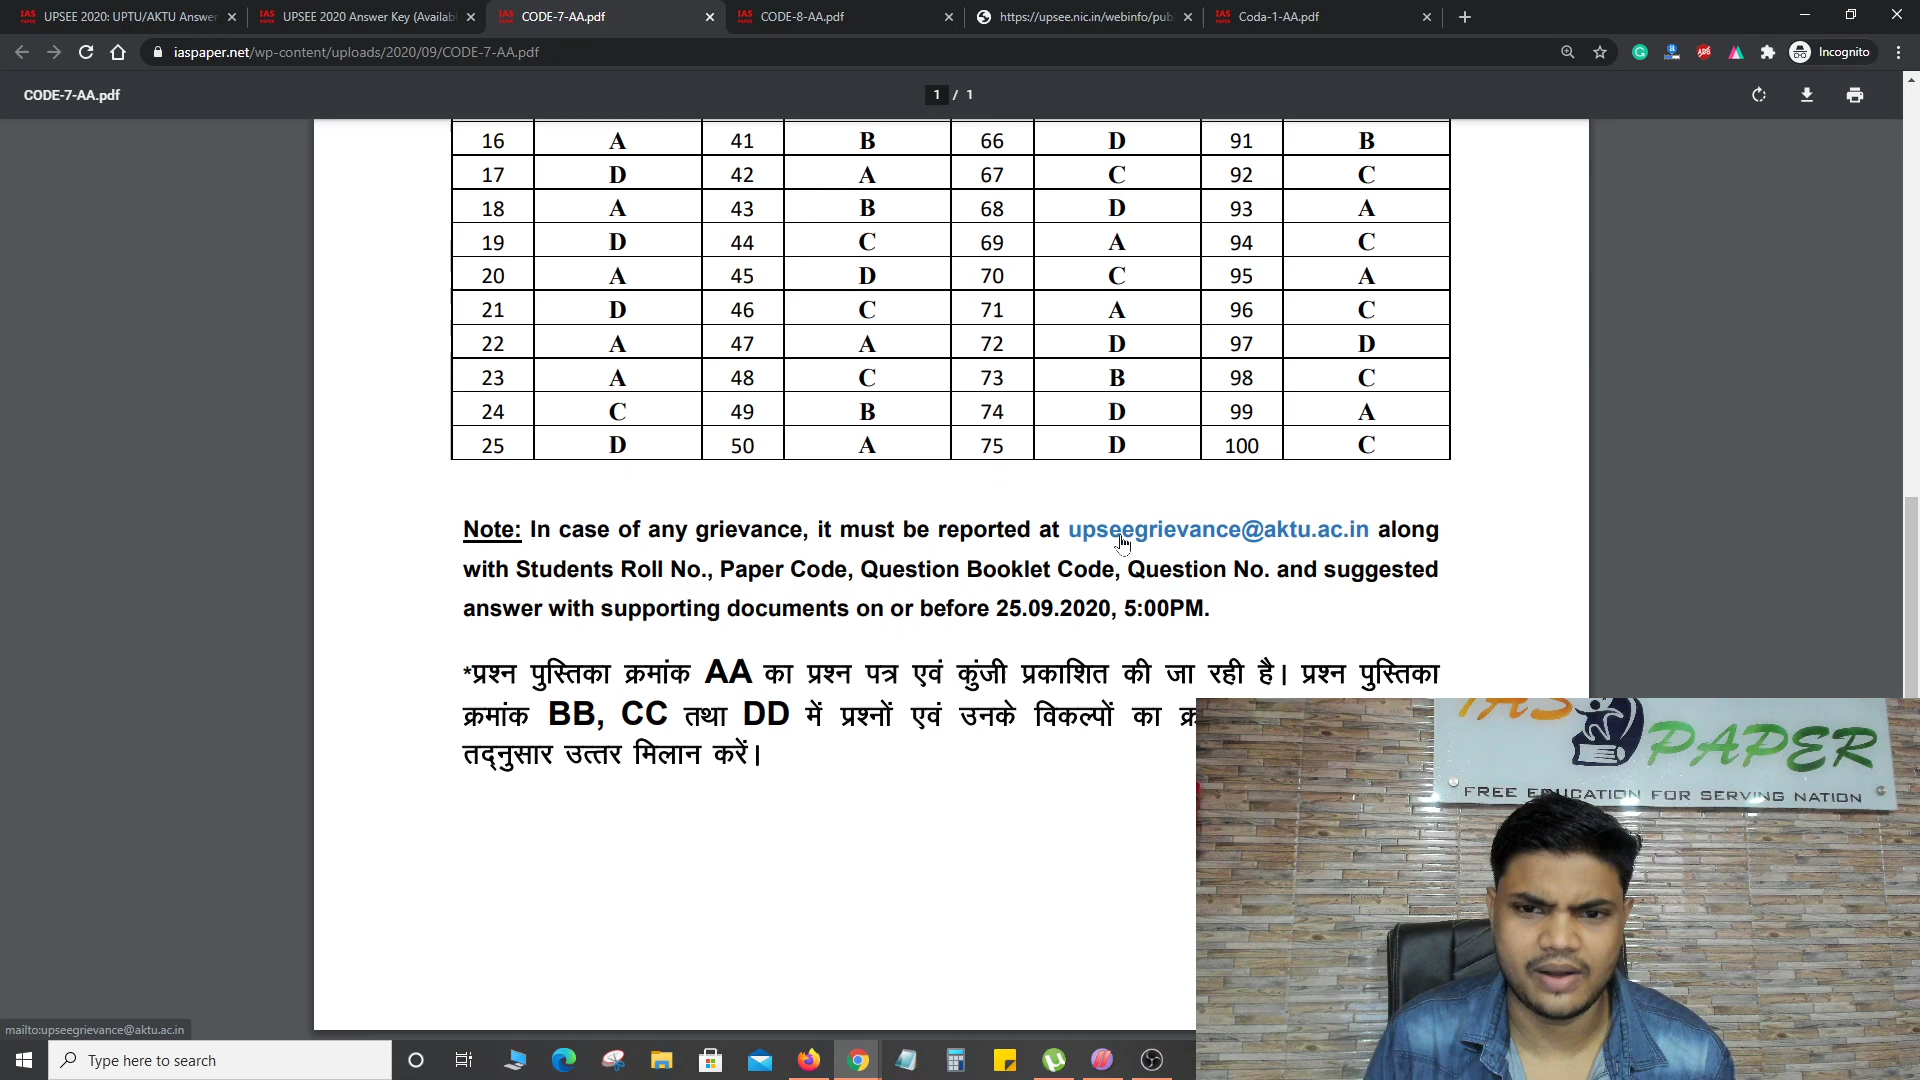 UPSEE 2020: UPTU/AKTU Answer
UPSEE 2020 Answer Key (Availabl
CODE-7-AA.pdf
CODE-8-AA.pdf
https://upsee.nic.in/webinfo/pub
Coda-1-AA.pdf
iaspaper.net/wp-content/uploads/2020/09/CODE-7-AA.pdf
Incognito
CODE-7-AA.pdf
1 / 1
16 A 41 B 66 D 91 B
17 D 42 A 67 C 92 C
18 A 43 B 68 D 93 A
19 D 44 C 69 A 94 C
20 A 45 D 70 C 95 A
21 D 46 C 71 A 96 C
22 A 47 A 72 D 97 D
23 A 48 C 73 B 98 C
24 C 49 B 74 D 99 A
25 D 50 A 75 D 100 C
Note: In case of any grievance, it must be reported at upseegrievance@aktu.ac.in along
with Students Roll No., Paper Code, Question Booklet Code, Question No. and suggested
answer with supporting documents on or before 25.09.2020, 5:00PM.
*प्रश्न पुस्तिका क्रमांक AA का प्रश्न पत्र एवं कुंजी प्रकाशित की जा रही है। प्रश्न पुस्तिका
क्रमांक BB, CC तथा DD में प्रश्नों एवं उनके विकल्पों का
तद्नुसार उत्तर मिलान करें।
IAS
PAPER
FREE EDUCATION FOR SERVING NATION
mailto:upseegrievance@aktu.ac.in
Type here to search